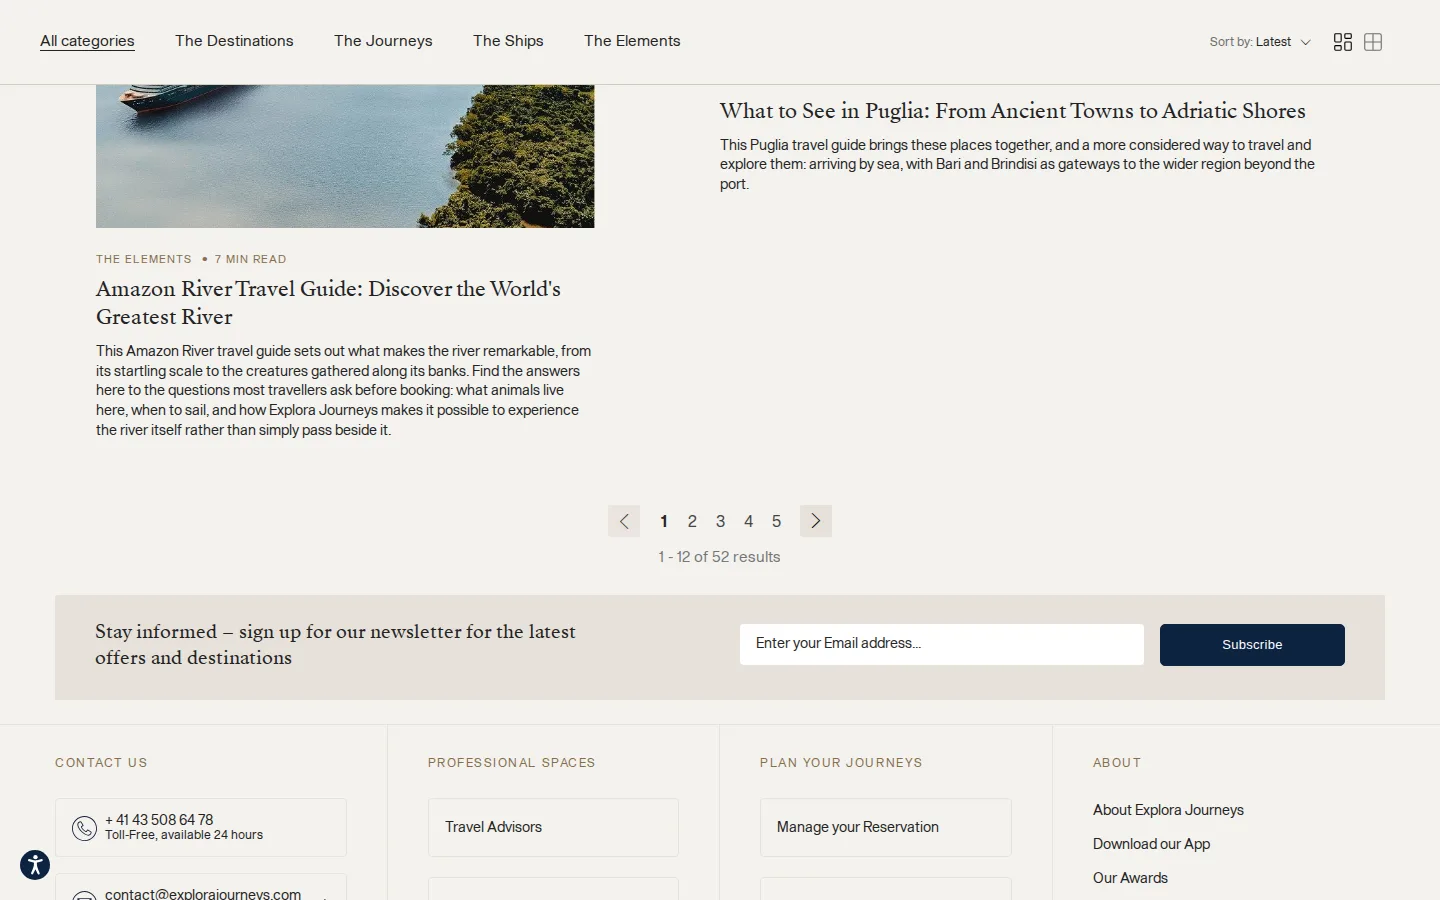 All categories
The Destinations
The Journeys
The Ships
The Elements
Sort by: Latest
What to See in Puglia: From Ancient Towns to Adriatic Shores
This Puglia travel guide brings these places together, and a more considered way to travel and
explore them: arriving by sea, with Bari and Brindisi as gateways to the wider region beyond the
port.
THE ELEMENTS • 7 MIN READ
Amazon River Travel Guide: Discover the World's
Greatest River
This Amazon River travel guide sets out what makes the river remarkable, from
its startling scale to the creatures gathered along its banks. Find the answers
here to the questions most travellers ask before booking: what animals live
here, when to sail, and how Explora Journeys makes it possible to experience
the river itself rather than simply pass beside it.
1 2 3 4 5
1 - 12 of 52 results
Stay informed – sign up for our newsletter for the latest
offers and destinations
Enter your Email address...
Subscribe
CONTACT US
+ 41 43 508 64 78
Toll-Free, available 24 hours
contact@explorajourneys.com
PROFESSIONAL SPACES
Travel Advisors
PLAN YOUR JOURNEYS
Manage your Reservation
ABOUT
About Explora Journeys
Download our App
Our Awards